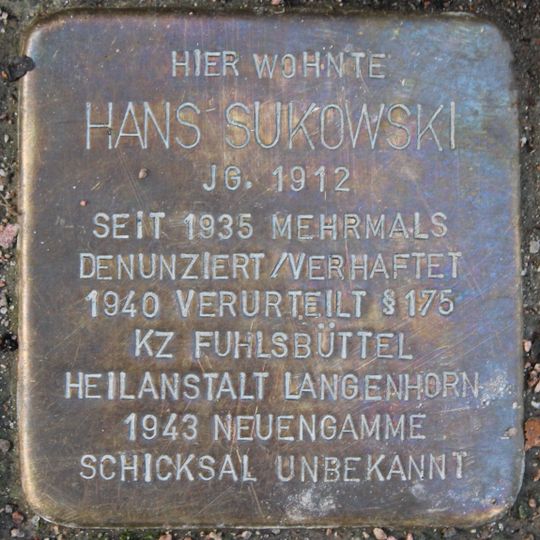 HIER WOHNTE
HANS SUKOWSKI
JG. 1912
SEIT 1935 MEHRMALS
DENUNZIERT/VERHAFTET
1940 VERURTEILT §175
KZ FUHLSBÜTTEL
HEILANSTALT LANGENHORN
1943 NEUENGAMME
SCHICKSAL UNBEKANNT